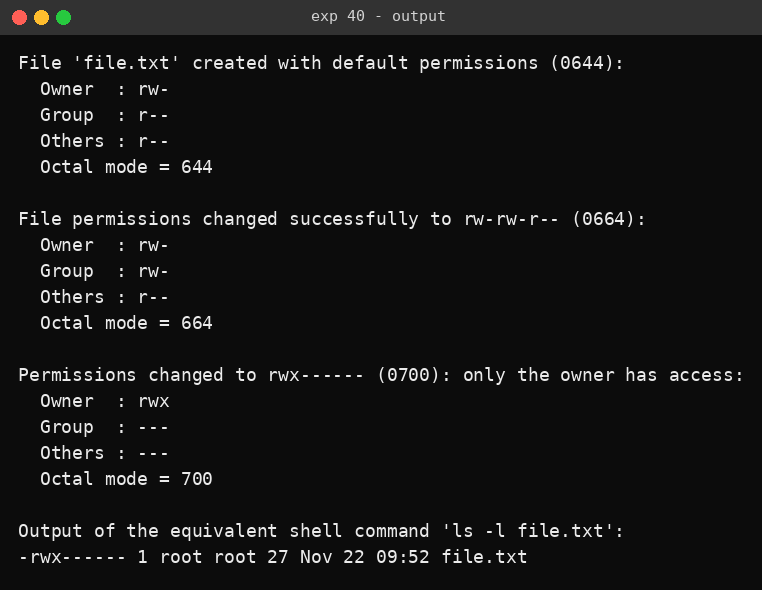 exp 40 - output
File 'file.txt' created with default permissions (0644):
  Owner  : rw-
  Group  : r--
  Others : r--
  Octal mode = 644

File permissions changed successfully to rw-rw-r-- (0664):
  Owner  : rw-
  Group  : rw-
  Others : r--
  Octal mode = 664

Permissions changed to rwx------ (0700): only the owner has access:
  Owner  : rwx
  Group  : ---
  Others : ---
  Octal mode = 700

Output of the equivalent shell command 'ls -l file.txt':
-rwx------ 1 root root 27 Nov 22 09:52 file.txt